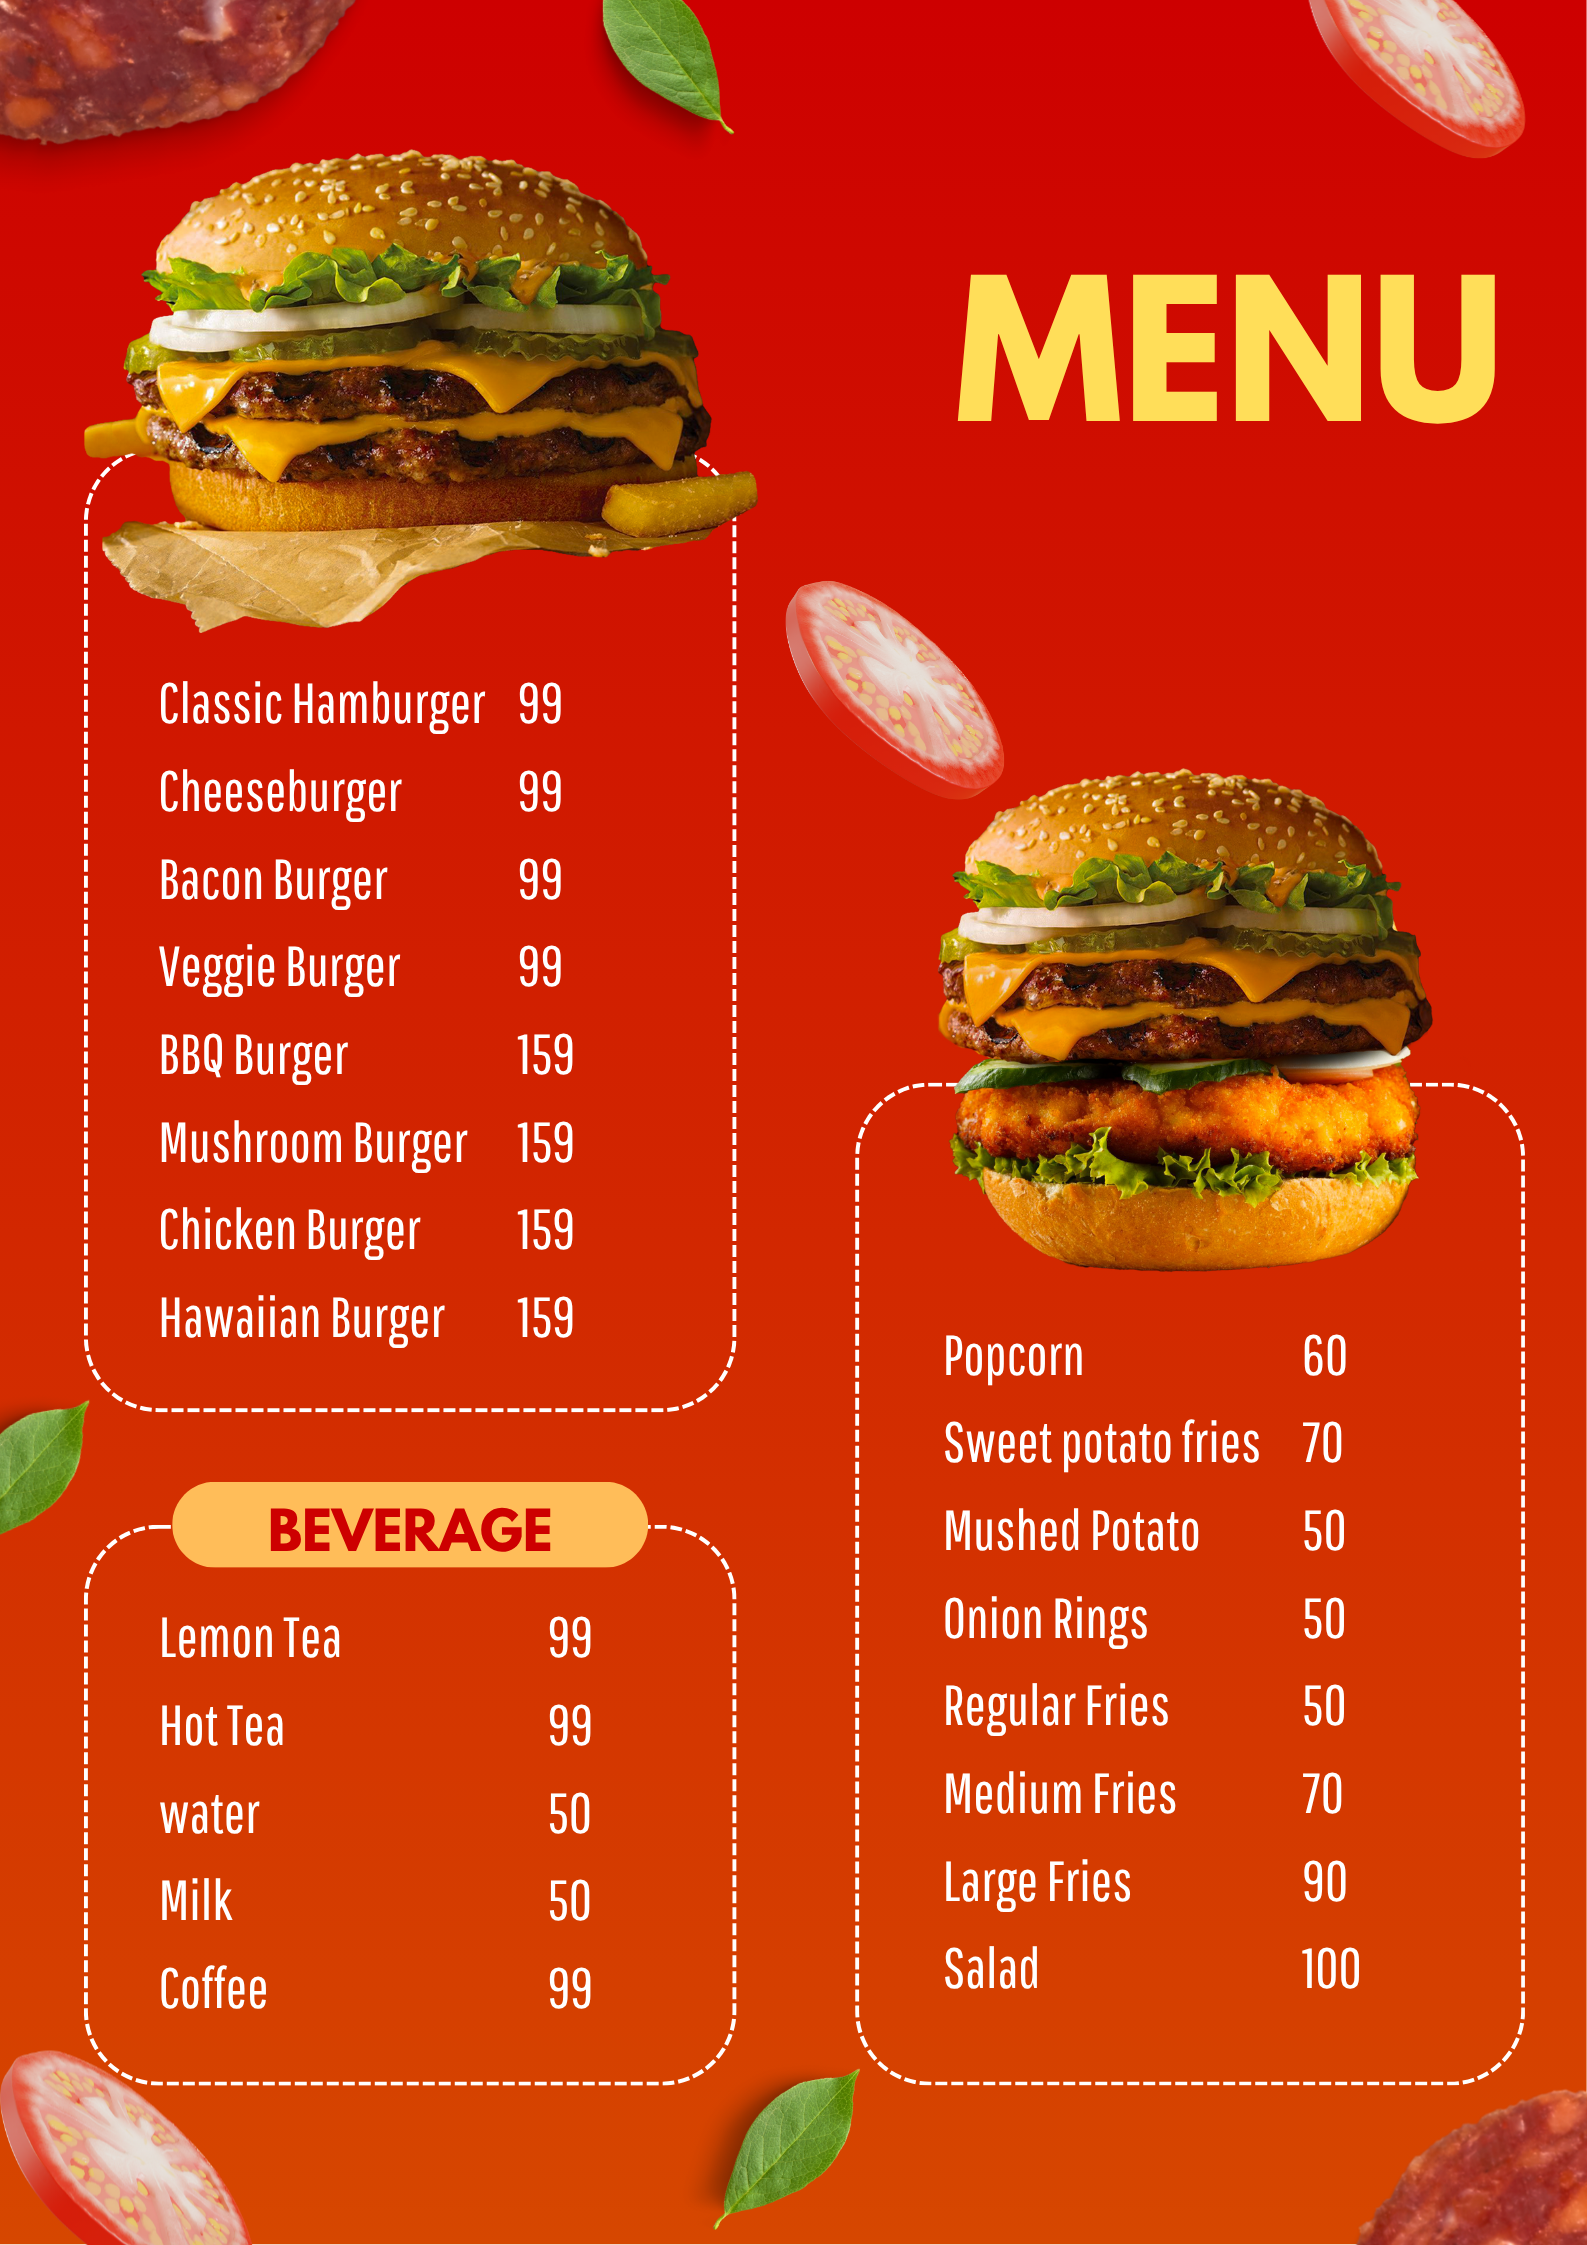 MENU
Classic Hamburger 99
Cheeseburger 99
Bacon Burger 99
Veggie Burger 99
BBQ Burger 159
Mushroom Burger 159
Chicken Burger 159
Hawaiian Burger 159
BEVERAGE
Lemon Tea 99
Hot Tea 99
water 50
Milk 50
Coffee 99
Popcorn 60
Sweet potato fries 70
Mushed Potato 50
Onion Rings 50
Regular Fries 50
Medium Fries 70
Large Fries 90
Salad 100